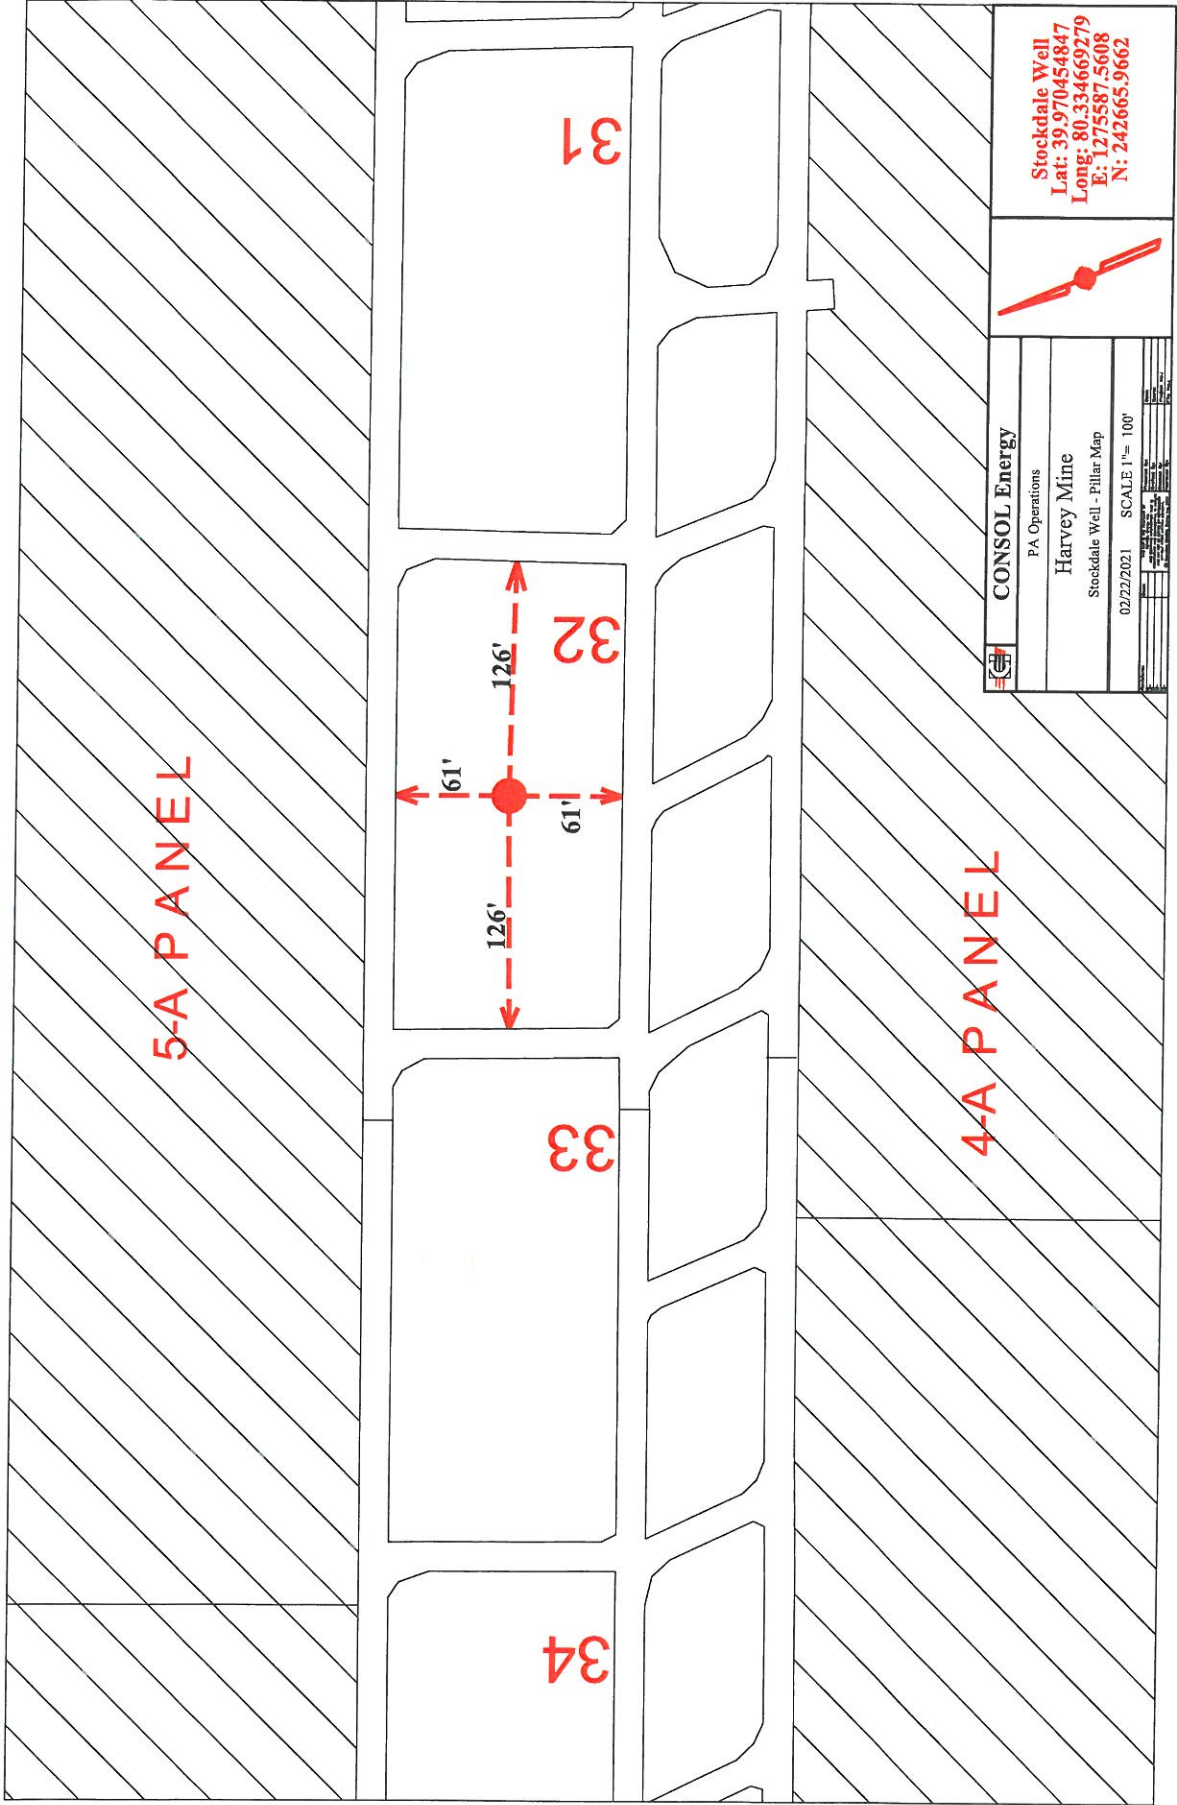 5-A PANEL
31
32
33
34
126'
61'
61'
126'
4-A PANEL
CONSOL Energy
PA Operations
Harvey Mine
Stockdale Well - Pillar Map
02/22/2021 SCALE 1"= 100'
Stockdale Well
Lat: 39.970454847
Long: 80.334669279
E: 1275587.5608
N: 242665.9662